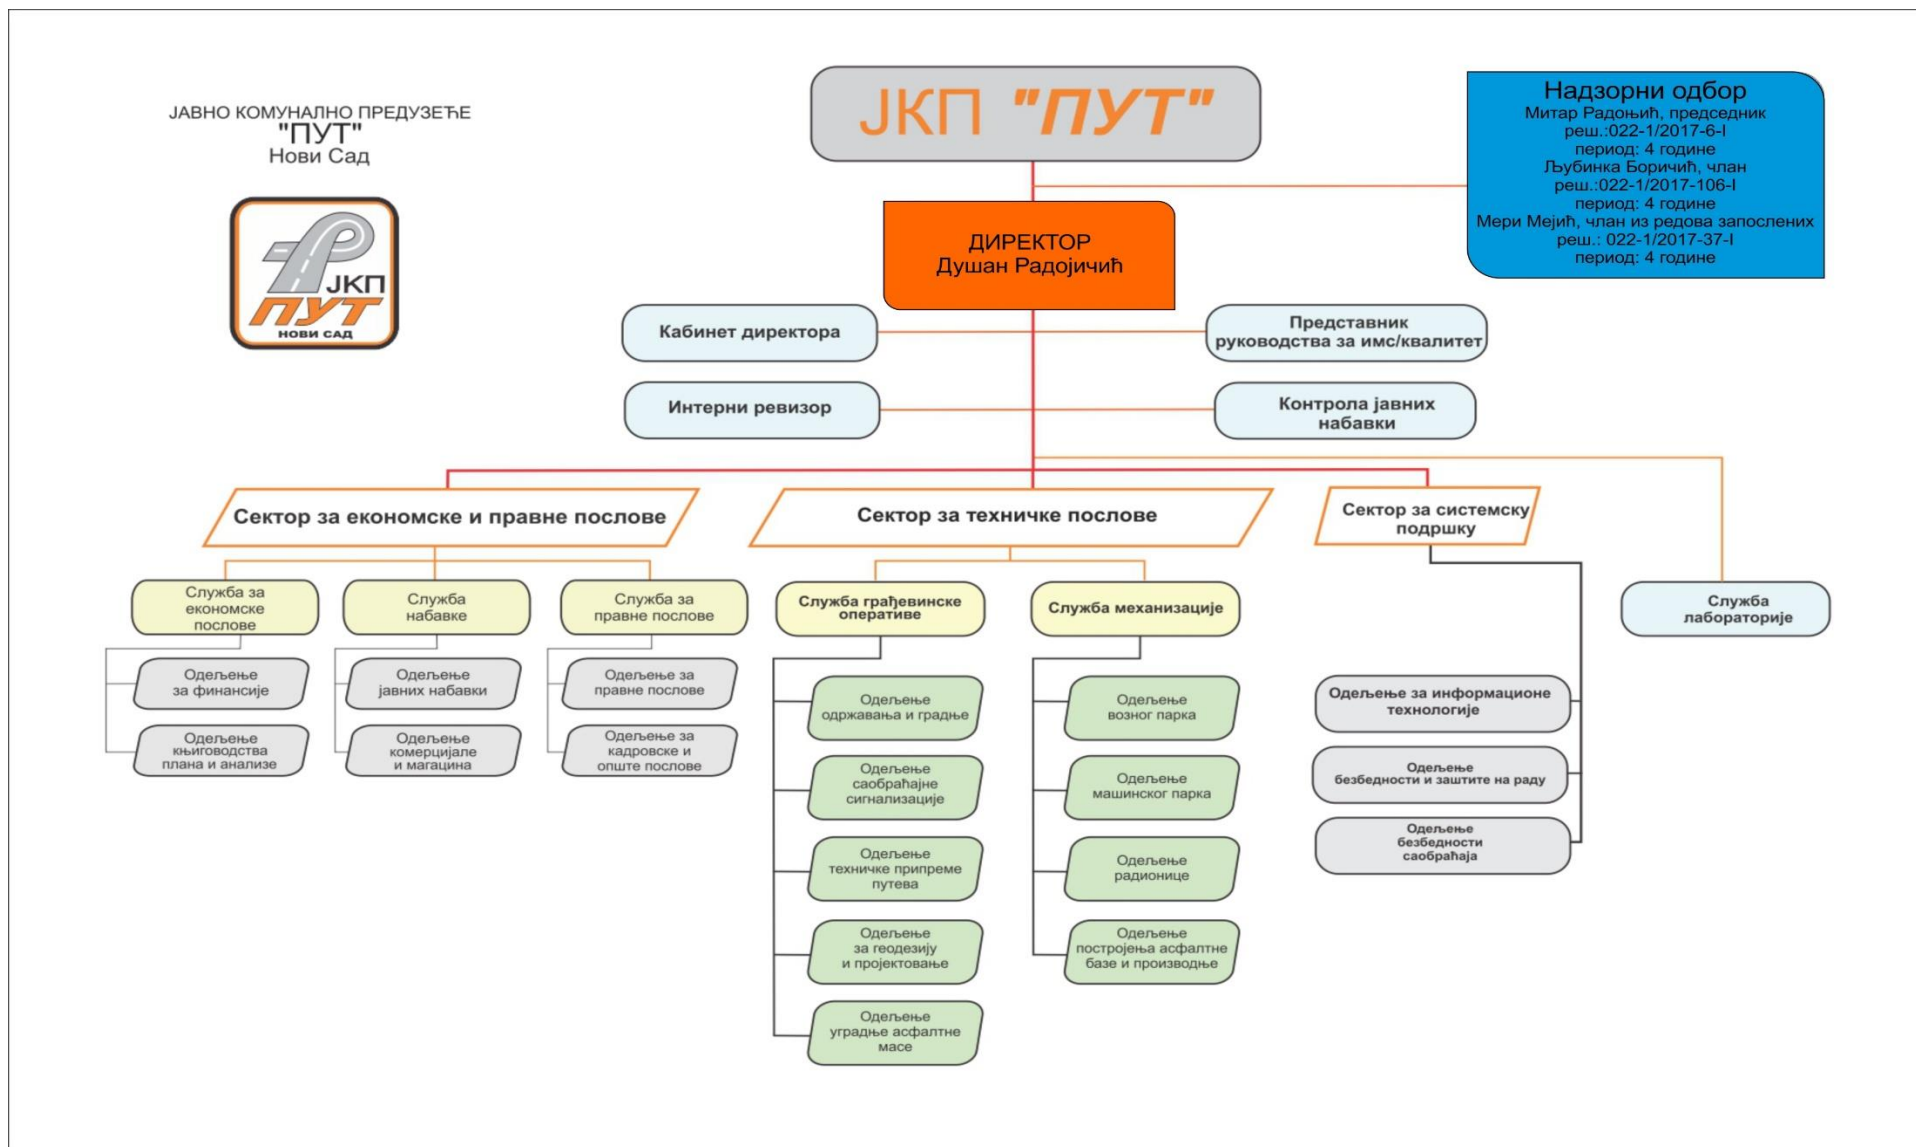 ЈАВНО КОМУНАЛНО ПРЕДУЗЕЋЕ
"ПУТ"
Нови Сад
ЈКП
ПУТ
НОВИ САД
ЈКП "ПУТ"
Надзорни одбор
Митар Радоњић, председник
реш.:022-1/2017-6-I
период: 4 године
Љубинка Боричић, члан
реш.:022-1/2017-106-I
период: 4 године
Мери Мејић, члан из редова запослених
реш.: 022-1/2017-37-I
период: 4 године
ДИРЕКТОР
Душан Радојичић
Кабинет директора
Представник
руководства за имс/квалитет
Интерни ревизор
Контрола јавних
набавки
Сектор за економске и правне послове
Сектор за техничке послове
Сектор за системску
подршку
Служба за
економске
послове
Служба
набавке
Служба за
правне послове
Служба грађевинске
оперативе
Служба механизације
Служба
лабораторије
Одељење
за финансије
Одељење
јавних набавки
Одељење за
правне послове
Одељење
књиговодства
плана и анализе
Одељење
комерцијале
и магацина
Одељење за
кадровске и
опште послове
Одељење
одржавања и градње
Одељење
саобраћајне
сигнализације
Одељење
техничке припреме
путева
Одељење
за геодезију
и пројектовање
Одељење
уградње асфалтне
масе
Одељење
возног парка
Одељење
машинског парка
Одељење
радионице
Одељење
постројења асфалтне
базе и производње
Одељење за информационе
технологије
Одељење
безбедности и заштите на раду
Одељење
безбедности
саобраћаја